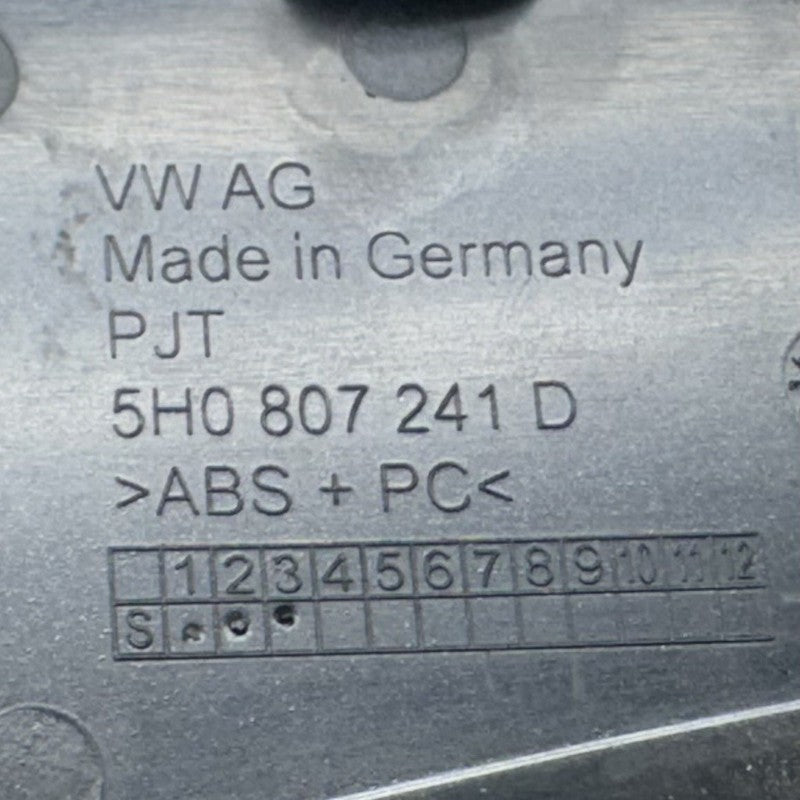 VW AG
Made in Germany
PJT
5H0 807 241 D
>ABS + PC<
1 2 3 4 5 6 7 8 9 10 11 12
S